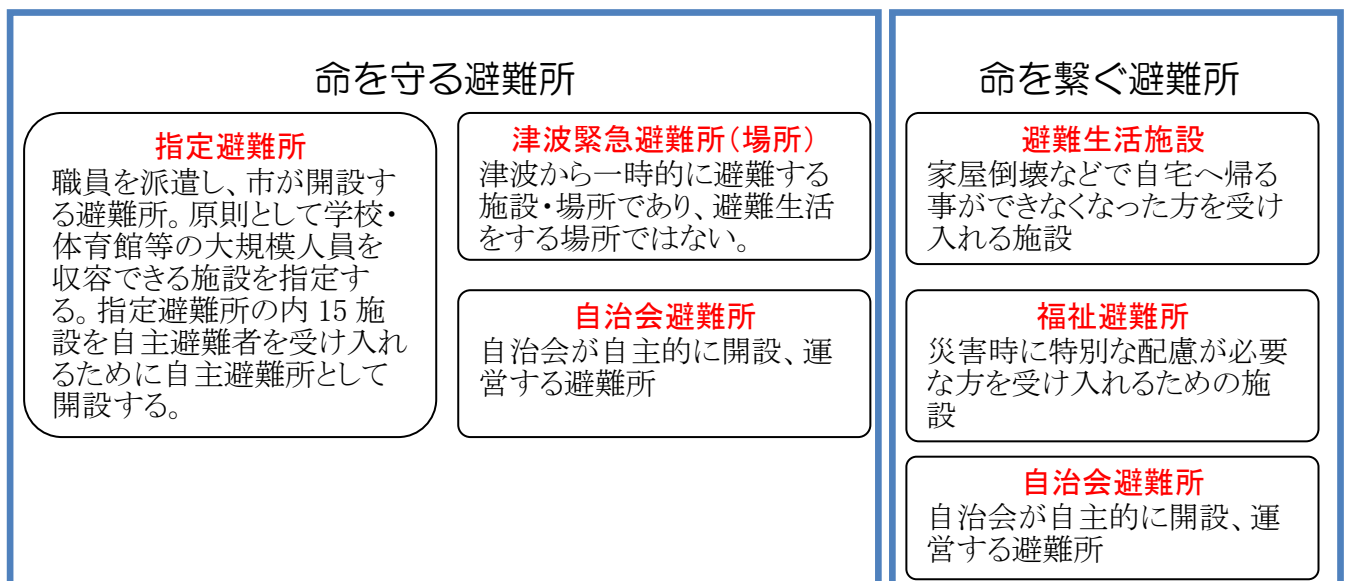 命を守る避難所
指定避難所
職員を派遣し、市が開設す
る避難所。原則として学校・
体育館等の大規模人員を
収容できる施設を指定す
る。指定避難所の内 15 施
設を自主避難者を受け入れ
るために自主避難所として
開設する。
津波緊急避難所（場所）
津波から一時的に避難する
施設・場所であり、避難生活
をする場所ではない。
自治会避難所
自治会が自主的に開設、運
営する避難所
命を繋ぐ避難所
避難生活施設
家屋倒壊などで自宅へ帰る
事ができなくなった方を受け
入れる施設
福祉避難所
災害時に特別な配慮が必要
な方を受け入れるための施
設
自治会避難所
自治会が自主的に開設、運
営する避難所